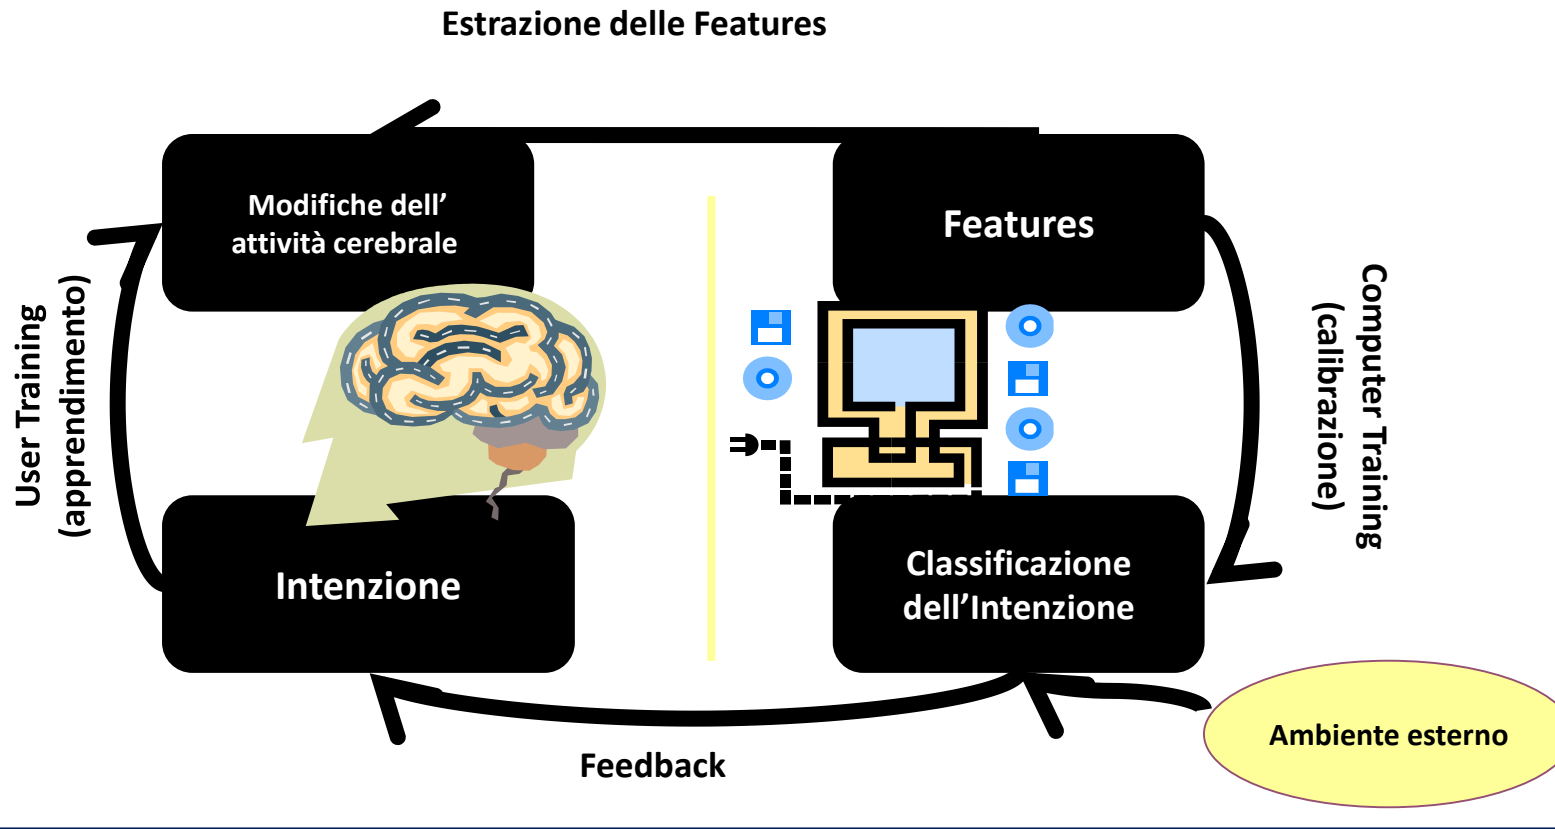 Estrazione delle Features
Modifiche dell’
attività cerebrale
Features
User Training
(apprendimento)
Computer Training
(calibrazione)
Intenzione
Classificazione
dell’Intenzione
Ambiente esterno
Feedback